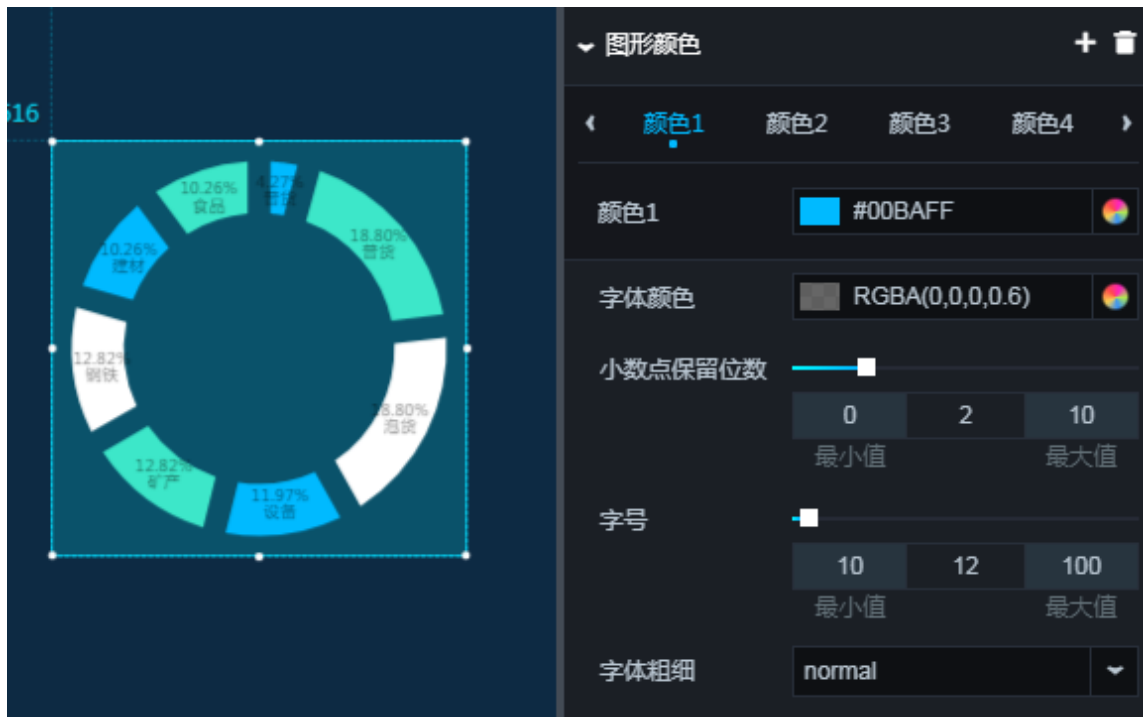 516
10.26%
食品
4.27%
18.80%
普货
10.26%
建材
12.82%
钢铁
18.80%
泡货
12.82%
矿产
11.97%
设备
图形颜色
颜色1
颜色2
颜色3
颜色4
颜色1
#00BAFF
字体颜色
RGBA(0,0,0,0.6)
小数点保留位数
0
2
10
最小值
最大值
字号
10
12
100
最小值
最大值
字体粗细
normal